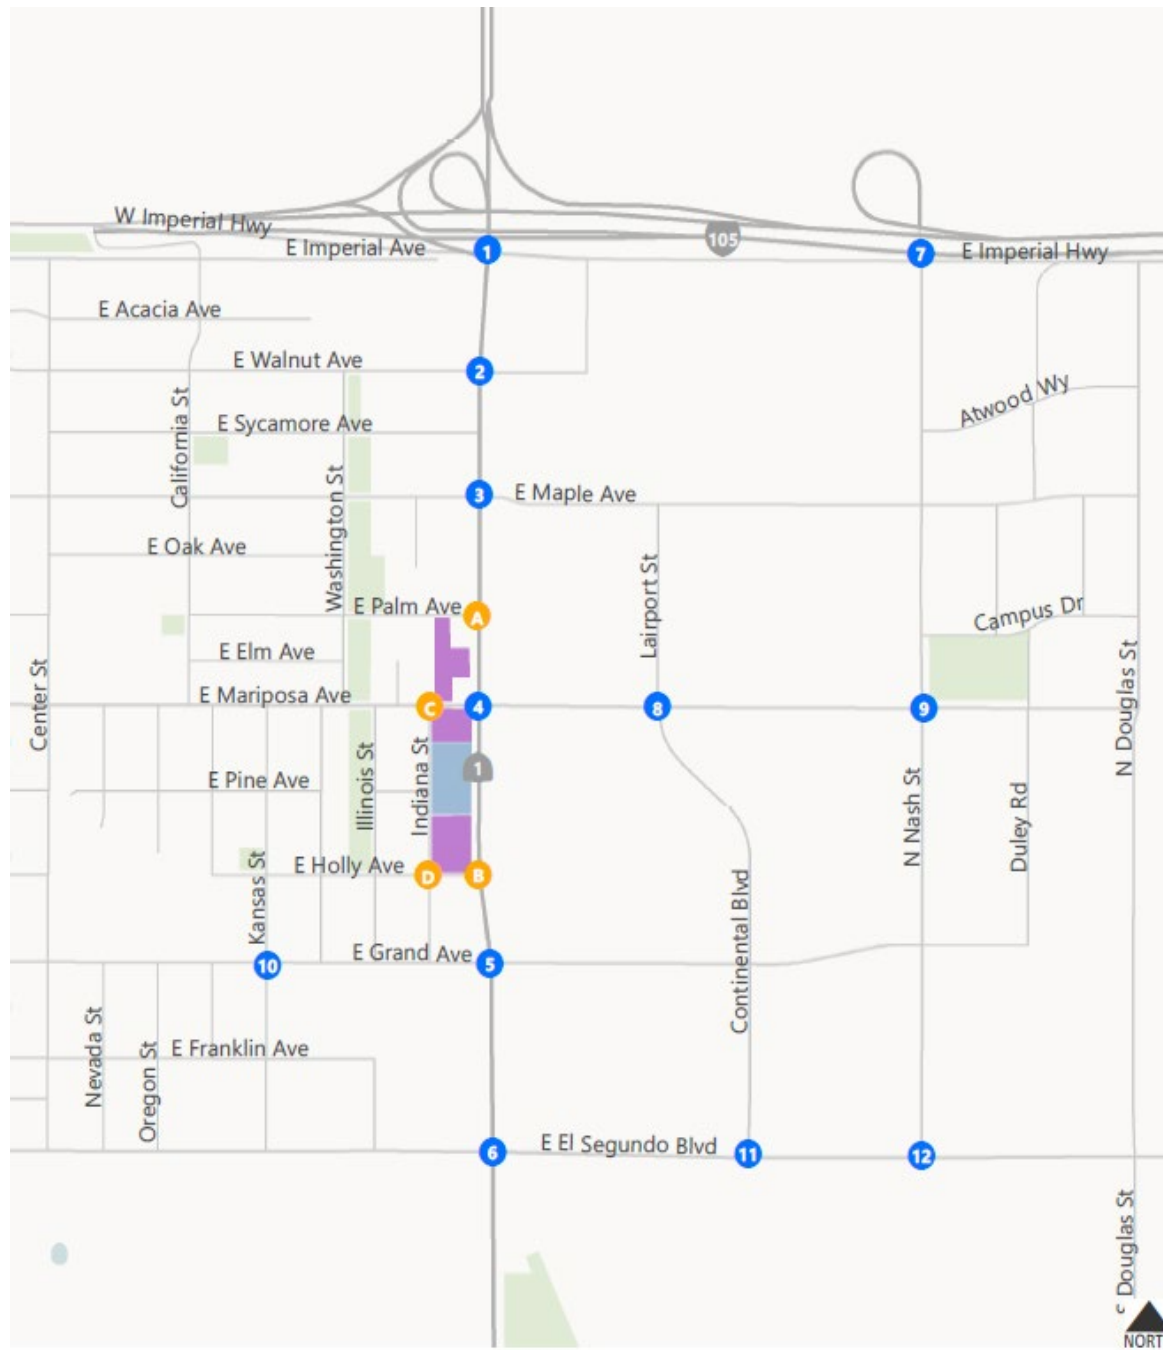 W Imperial Hwy
105
E Imperial Ave
1
7
E Imperial Hwy
E Acacia Ave
E Walnut Ave
2
Atwood Wy
California St
E Sycamore Ave
Washington St
3
E Maple Ave
E Oak Ave
Lairport St
E Palm Ave
A
Campus Dr
E Elm Ave
Center St
E Mariposa Ave
C
4
8
9
N Douglas St
Indiana St
Illinois St
1
E Pine Ave
N Nash St
Duley Rd
E Holly Ave
D
B
Kansas St
Continental Blvd
E Grand Ave
10
5
Nevada St
Oregon St
E Franklin Ave
6
E El Segundo Blvd
11
12
S Douglas St
NORT